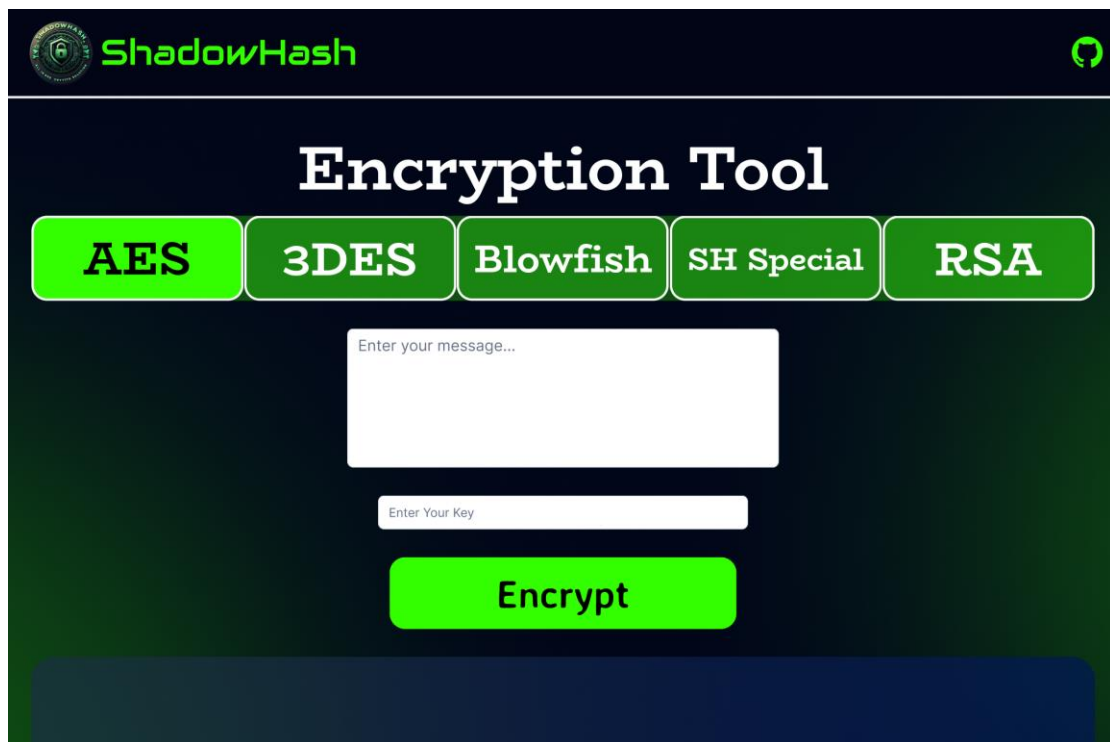 ShadowHash
Encryption Tool
AES 3DES Blowfish SH Special RSA
Enter your message...
Enter Your Key
Encrypt